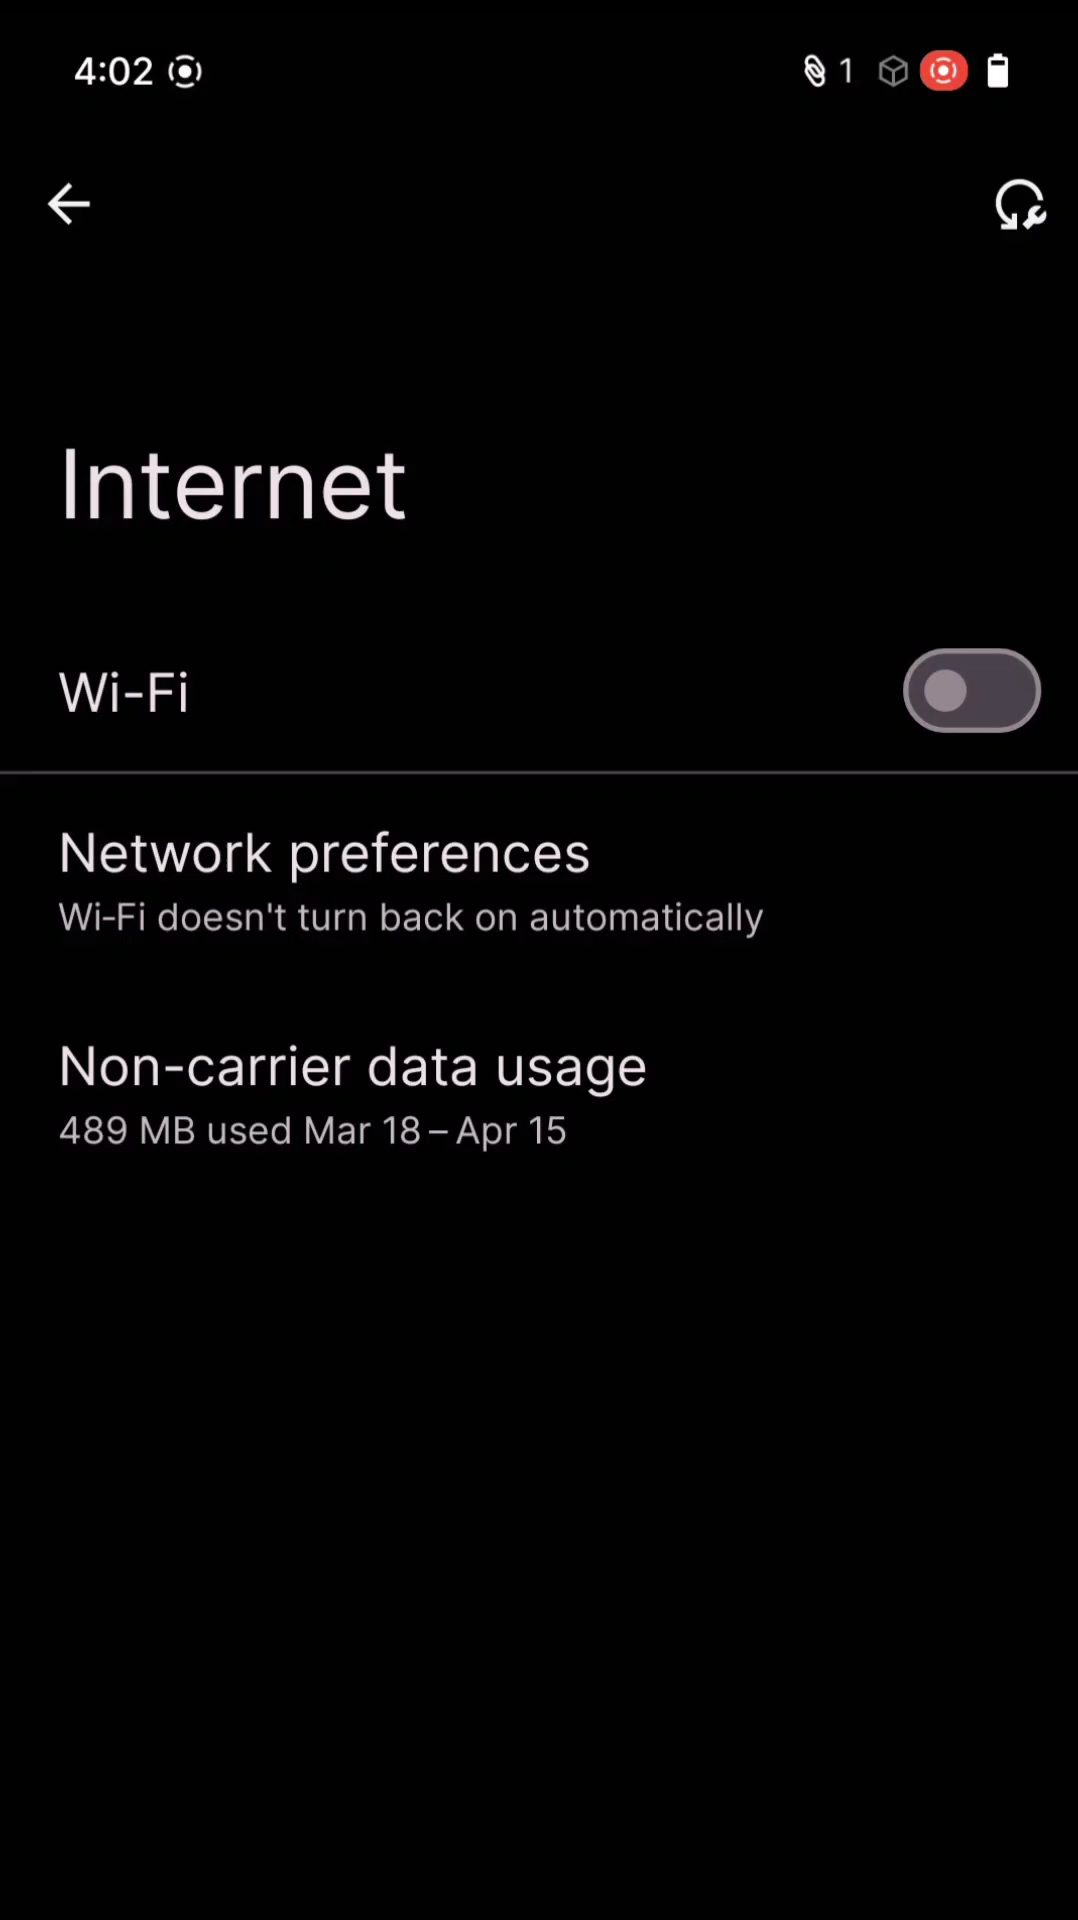 4:02 1
Internet
Wi-Fi
Network preferences
Wi-Fi doesn't turn back on automatically
Non-carrier data usage
489 MB used Mar 18 – Apr 15